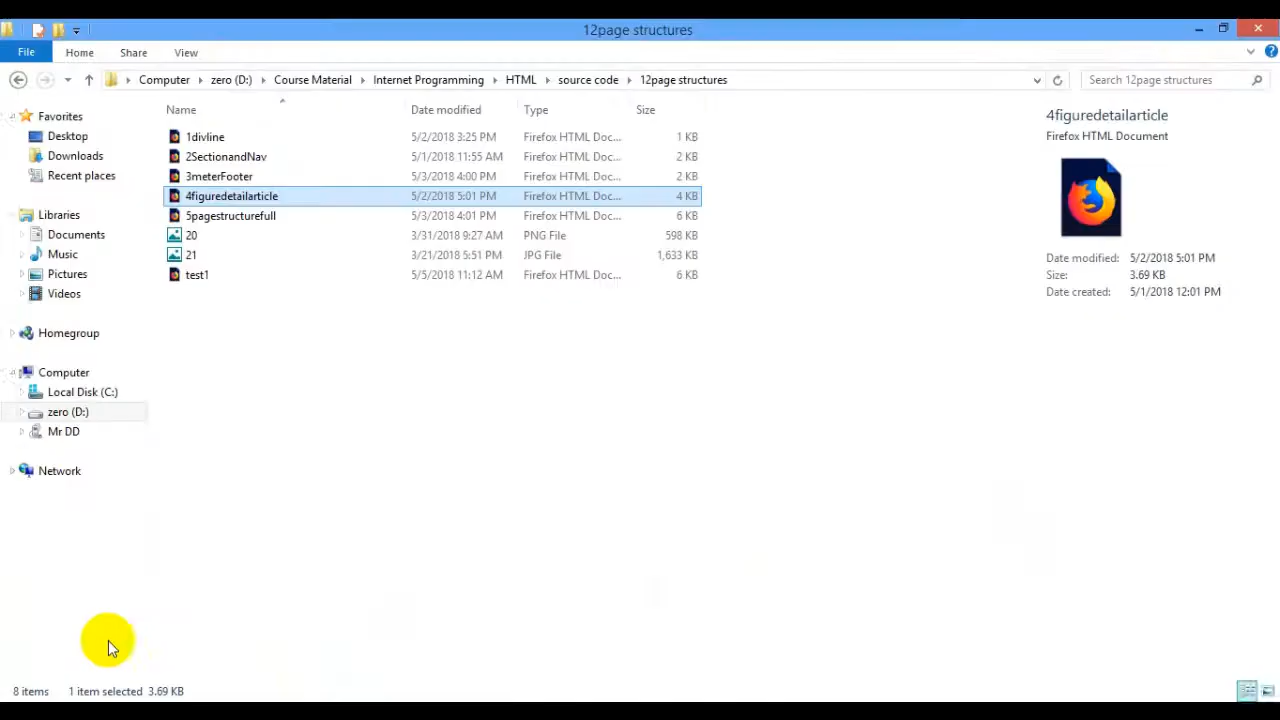 12page structures
File Home Share View
Computer zero (D:) Course Material Internet Programming HTML source code 12page structures Search 12page structures
Favorites
Desktop
Downloads
Recent places
Libraries
Documents
Music
Pictures
Videos
Homegroup
Computer
Local Disk (C:)
zero (D:)
Mr DD
Network
Name Date modified Type Size
1divline 5/2/2018 3:25 PM Firefox HTML Doc... 1 KB
2SectionandNav 5/1/2018 11:55 AM Firefox HTML Doc... 2 KB
3meterFooter 5/3/2018 4:00 PM Firefox HTML Doc... 2 KB
4figuredetailarticle 5/2/2018 5:01 PM Firefox HTML Doc... 4 KB
5pagestructurefull 5/3/2018 4:01 PM Firefox HTML Doc... 6 KB
20 3/31/2018 9:27 AM PNG File 598 KB
21 3/21/2018 5:51 PM JPG File 1,633 KB
test1 5/5/2018 11:12 AM Firefox HTML Doc... 6 KB
4figuredetailarticle
Firefox HTML Document
Date modified: 5/2/2018 5:01 PM
Size: 3.69 KB
Date created: 5/1/2018 12:01 PM
8 items 1 item selected 3.69 KB